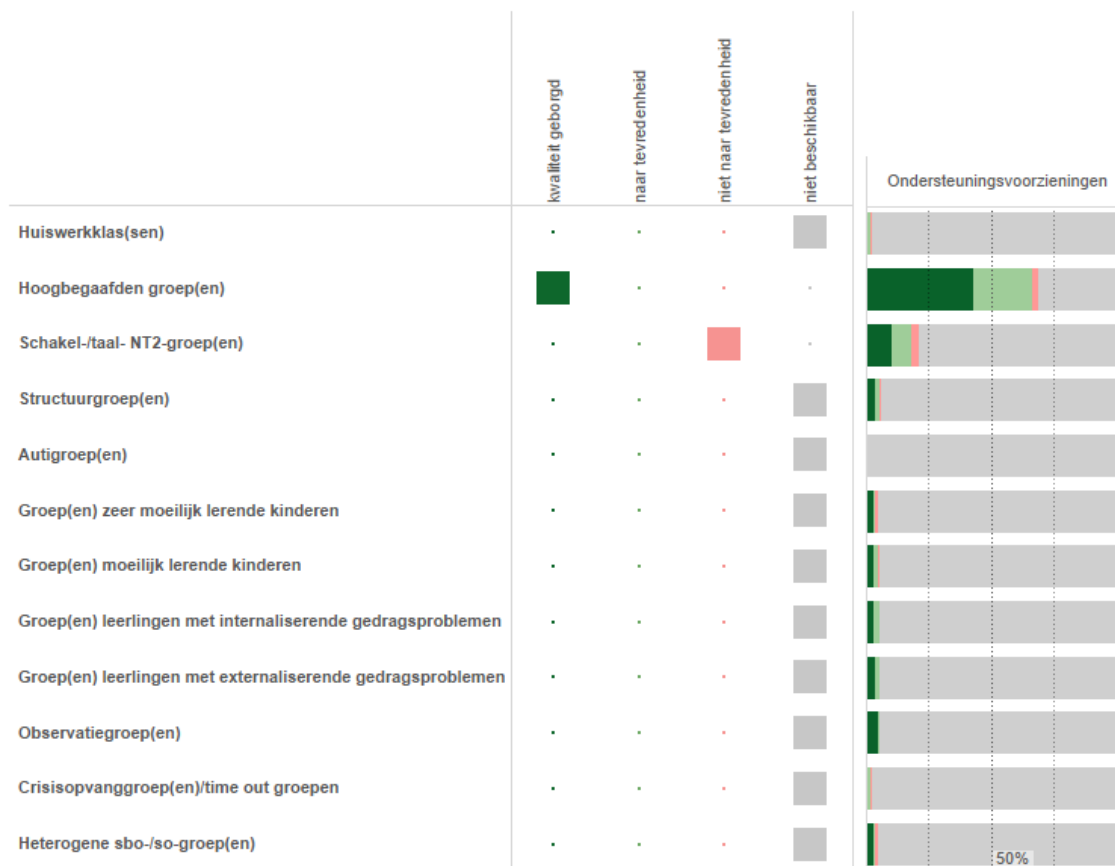 kwaliteit geborgd
naar tevredenheid
niet naar tevredenheid
niet beschikbaar
Ondersteuningsvoorzieningen
Huiswerkklas(sen)
Hoogbegaafden groep(en)
Schakel-/taal- NT2-groep(en)
Structuurgroep(en)
Autigroep(en)
Groep(en) zeer moeilijk lerende kinderen
Groep(en) moeilijk lerende kinderen
Groep(en) leerlingen met internaliserende gedragsproblemen
Groep(en) leerlingen met externaliserende gedragsproblemen
Observatiegroep(en)
Crisisopvanggroep(en)/time out groepen
Heterogene sbo-/so-groep(en)
50%